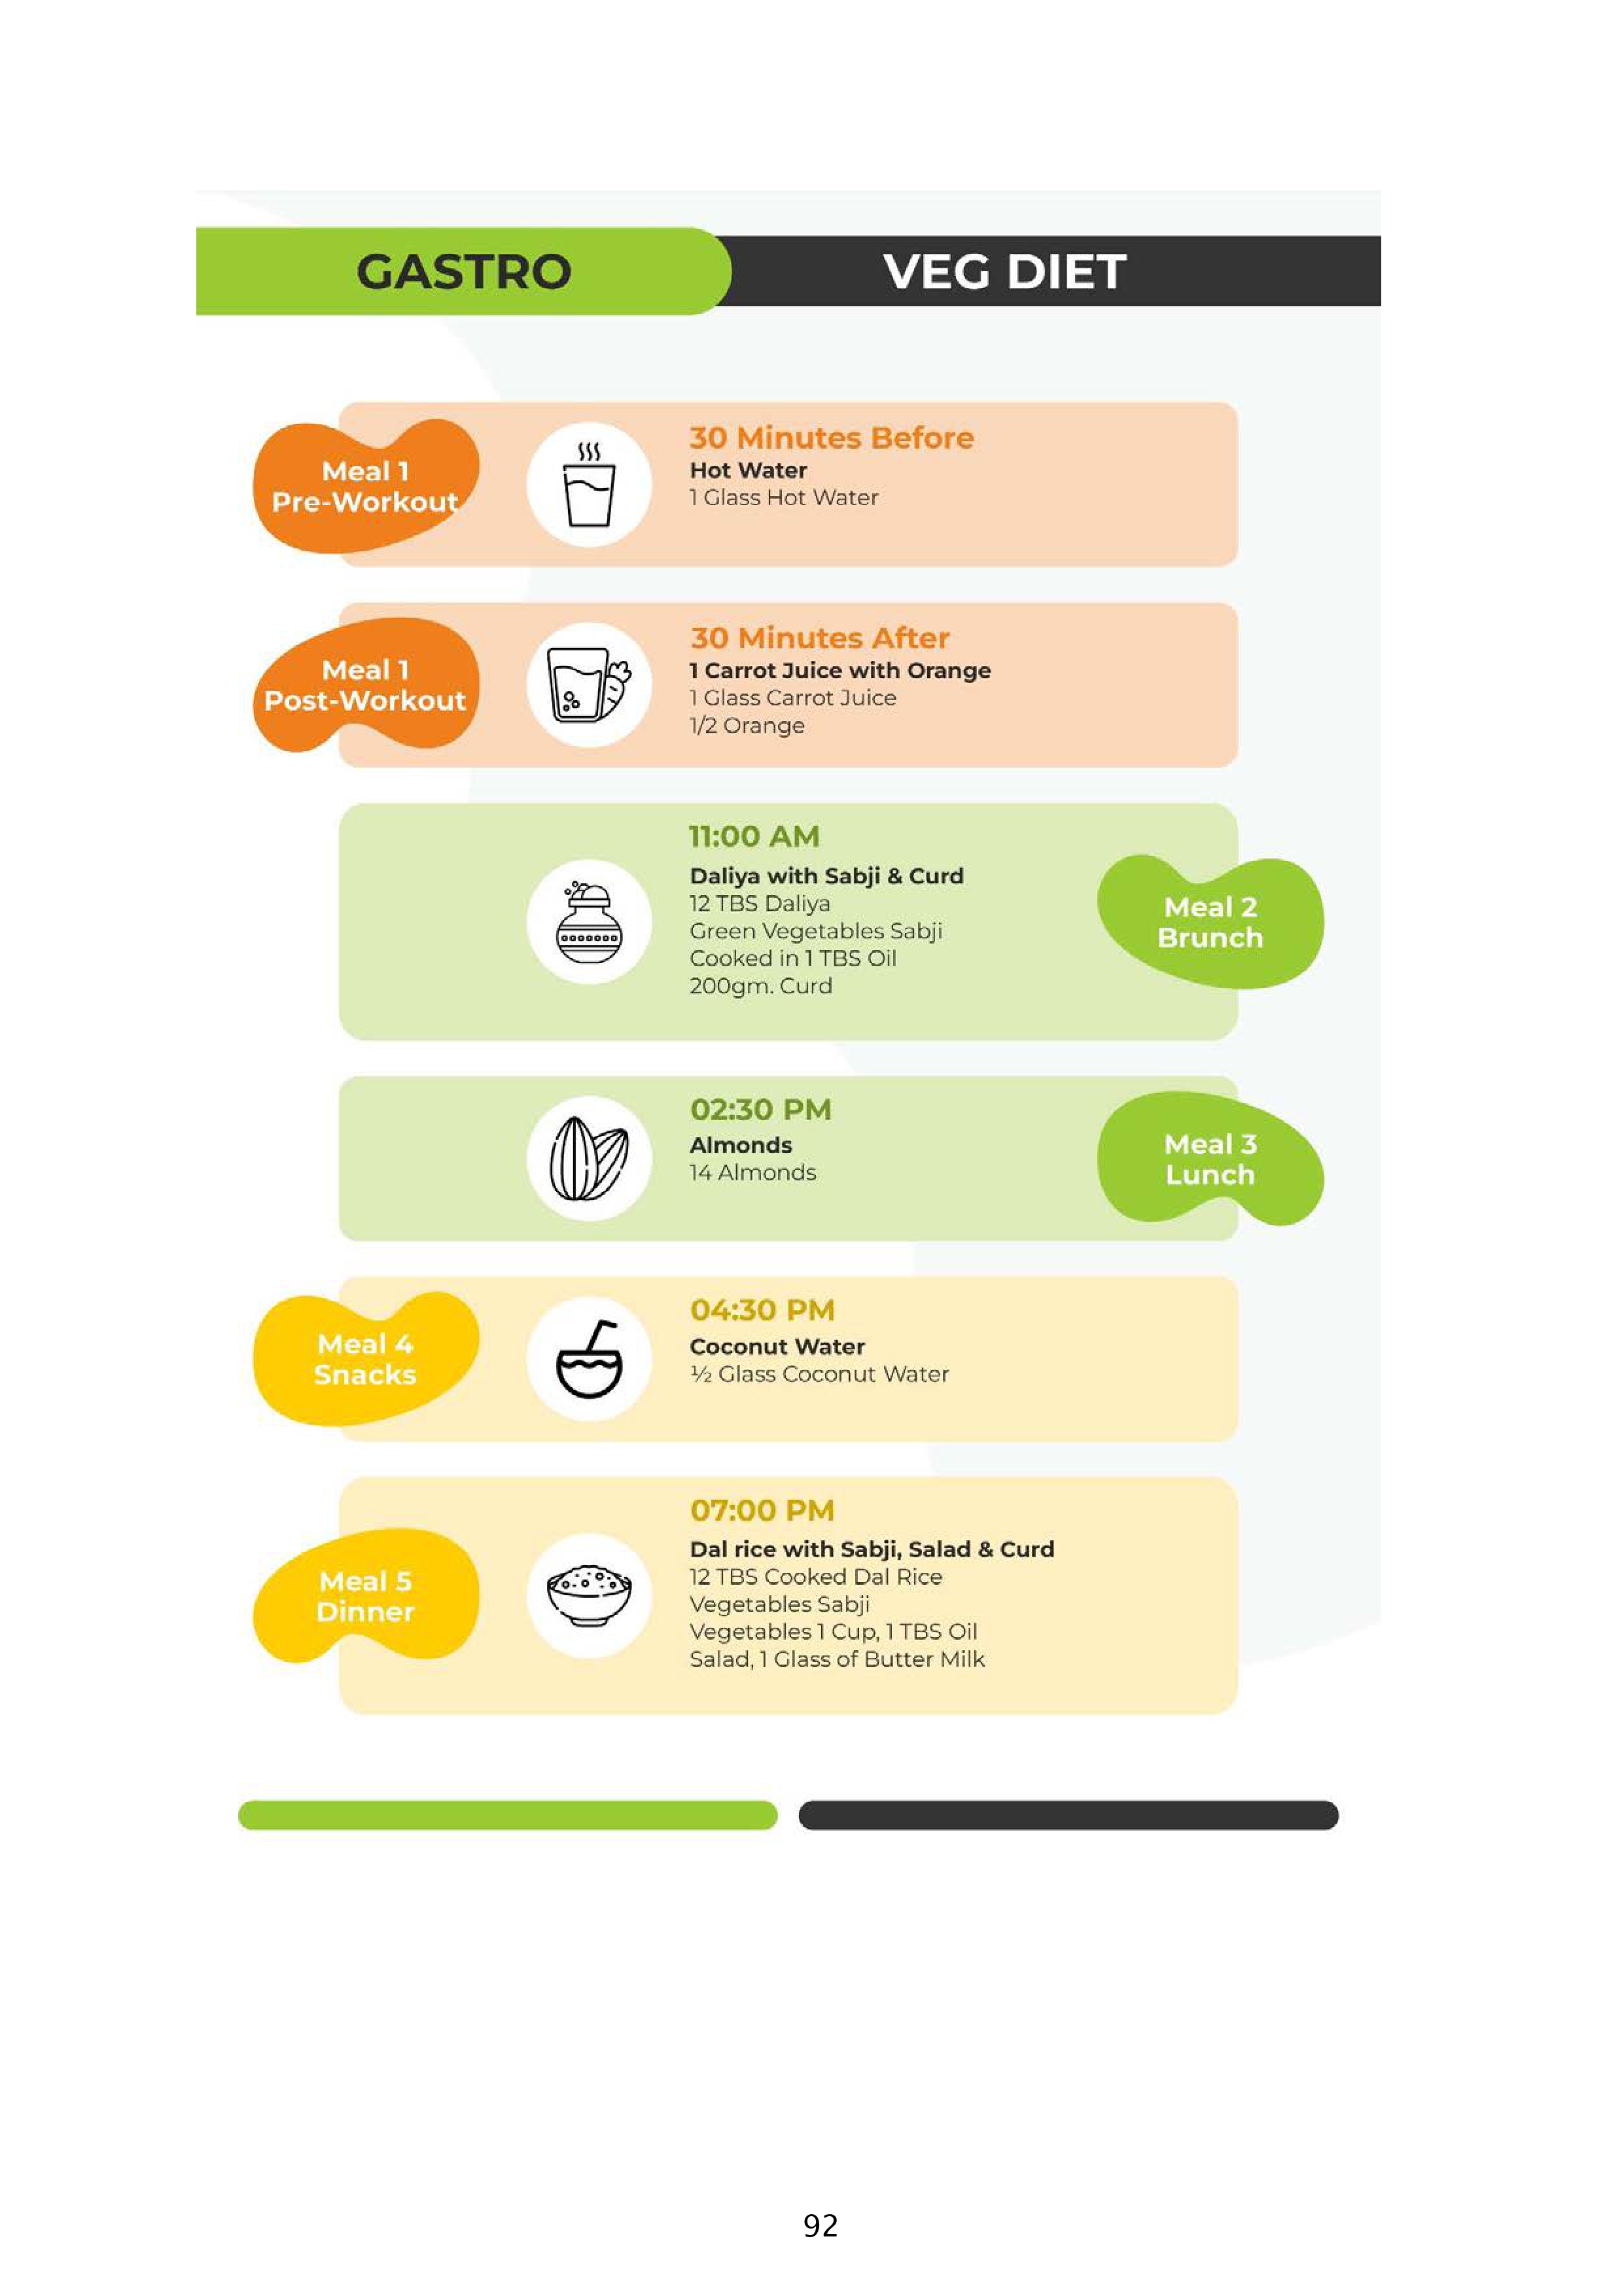 GASTRO
VEG DIET
Meal 1
Pre-Workout
30 Minutes Before
Hot Water
1 Glass Hot Water
Meal 1
Post-Workout
30 Minutes After
1 Carrot Juice with Orange
1 Glass Carrot Juice
1/2 Orange
11:00 AM
Daliya with Sabji & Curd
12 TBS Daliya
Green Vegetables Sabji
Cooked in 1 TBS Oil
200gm. Curd
Meal 2
Brunch
02:30 PM
Almonds
14 Almonds
Meal 3
Lunch
Meal 4
Snacks
04:30 PM
Coconut Water
½ Glass Coconut Water
Meal 5
Dinner
07:00 PM
Dal rice with Sabji, Salad & Curd
12 TBS Cooked Dal Rice
Vegetables Sabji
Vegetables 1 Cup, 1 TBS Oil
Salad, 1 Glass of Butter Milk
92